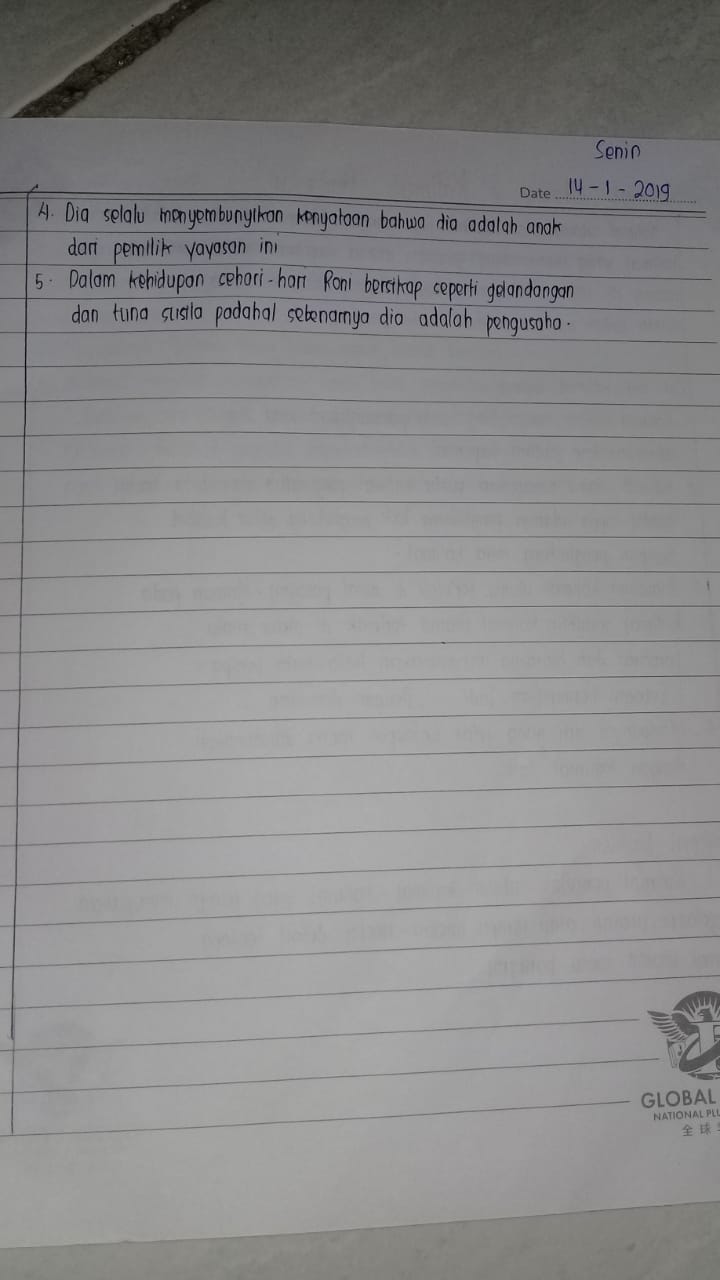 Senin
Date 14-1-2019
4. Dia selalu menyembunyikan kenyataan bahwa dia adalah anak
dari pemilik yayasan ini
5. Dalam kehidupan cehari-hari Roni bersikap ceperti gelandangan
dan tuna susila padahal sebenarnya dia adalah pengusaha.
GLOBAL
NATIONAL PLU
全球